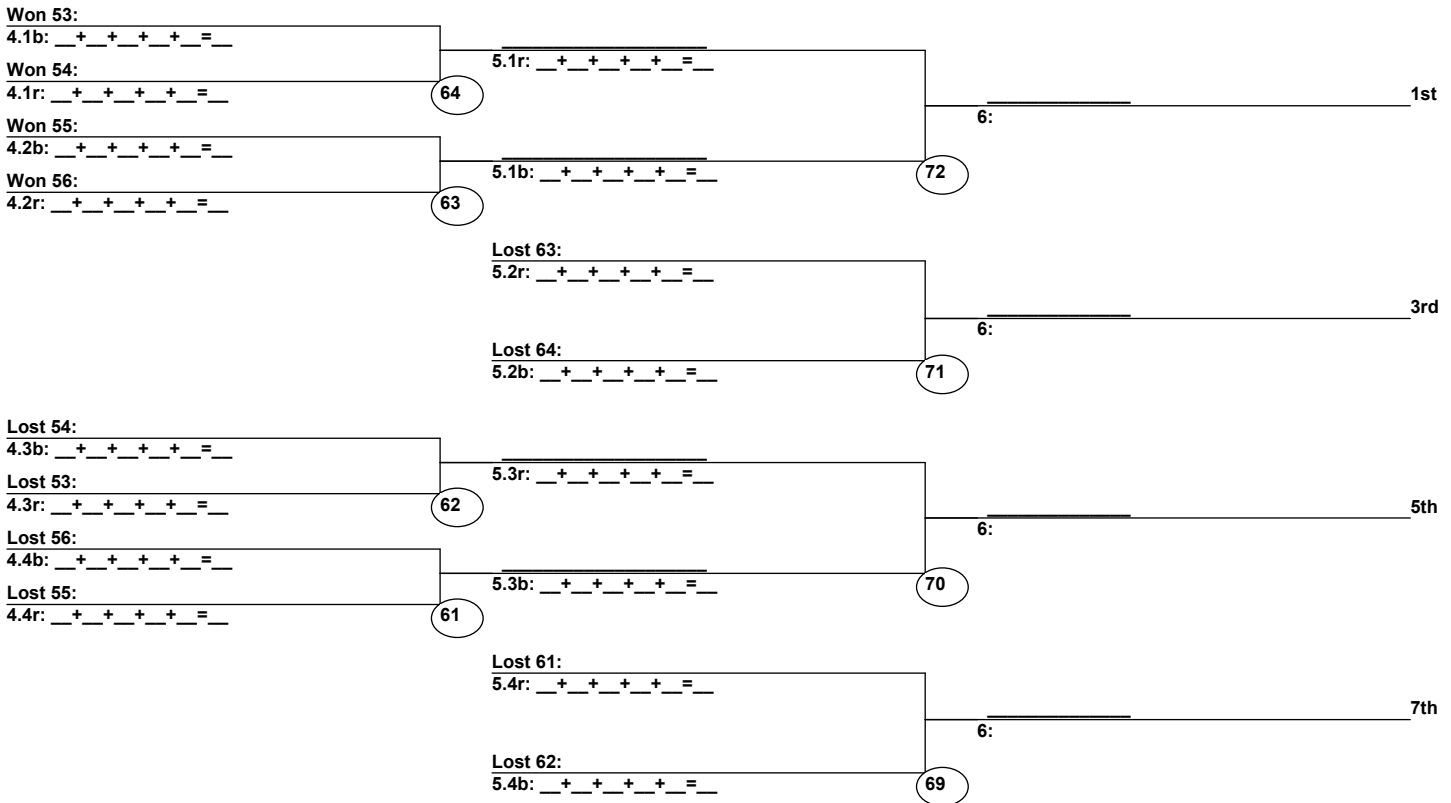 Won 53:
4.1b: __+__+__+__+__=__
5.1r: __+__+__+__+__=__
Won 54:
4.1r: __+__+__+__+__=__
64
6:
1st
Won 55:
4.2b: __+__+__+__+__=__
5.1b: __+__+__+__+__=__
72
Won 56:
4.2r: __+__+__+__+__=__
63
Lost 63:
5.2r: __+__+__+__+__=__
6:
3rd
Lost 64:
5.2b: __+__+__+__+__=__
71
Lost 54:
4.3b: __+__+__+__+__=__
5.3r: __+__+__+__+__=__
Lost 53:
4.3r: __+__+__+__+__=__
62
6:
5th
Lost 56:
4.4b: __+__+__+__+__=__
5.3b: __+__+__+__+__=__
70
Lost 55:
4.4r: __+__+__+__+__=__
61
Lost 61:
5.4r: __+__+__+__+__=__
6:
7th
Lost 62:
5.4b: __+__+__+__+__=__
69